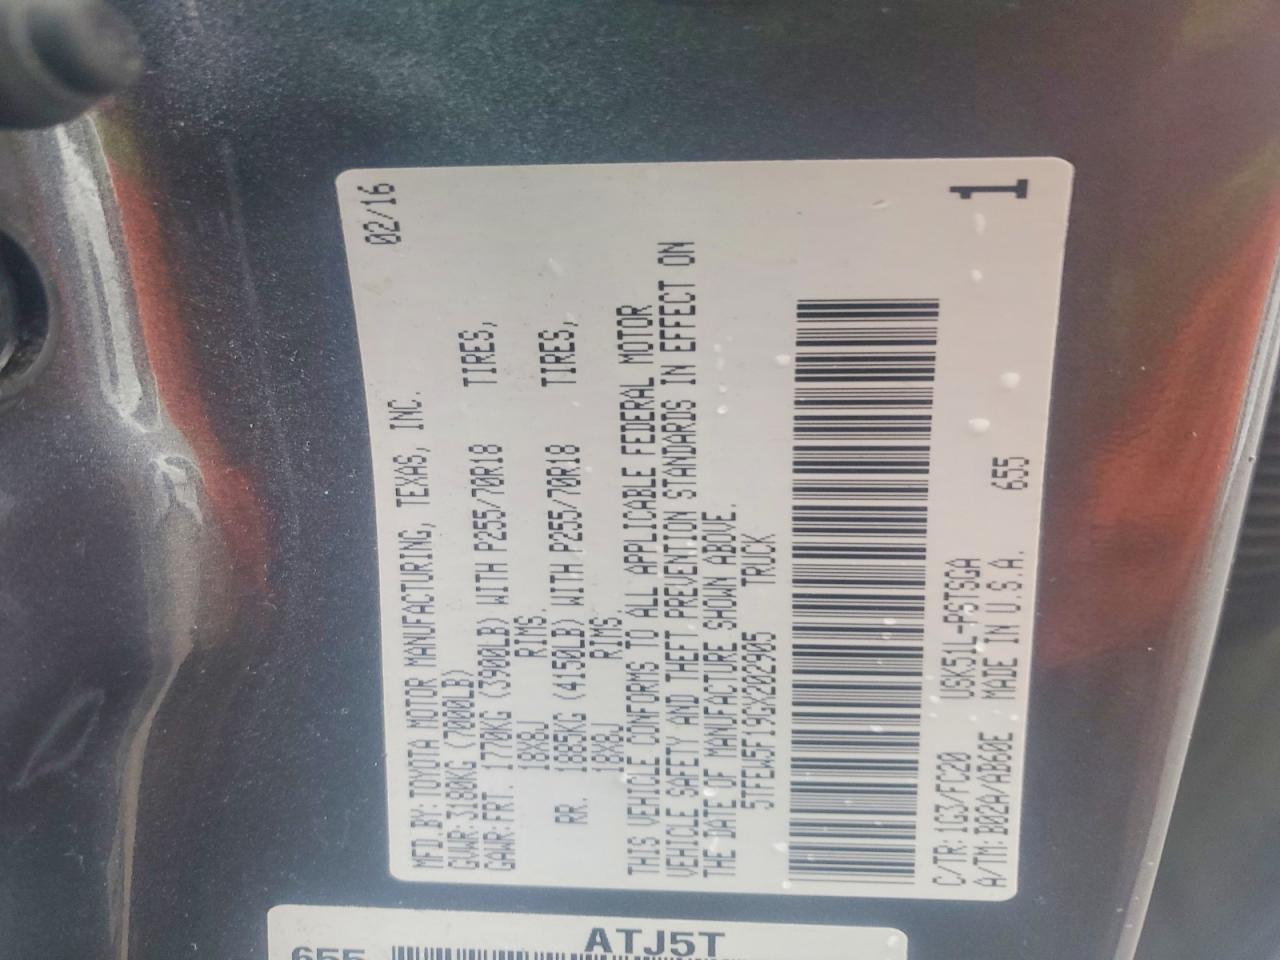 MFD.BY: TOYOTA MOTOR MANUFACTURING, TEXAS, INC. 02/16
GVWR:3180KG (7000LB)
GAWR:FRT. 1770KG (3900LB) WITH P255/70R18 TIRES,
18X8J RIMS.
RR. 1885KG (4150LB) WITH P255/70R18 TIRES,
18X8J RIMS
THIS VEHICLE CONFORMS TO ALL APPLICABLE FEDERAL MOTOR
VEHICLE SAFETY AND THEFT PREVENTION STANDARDS IN EFFECT ON
THE DATE OF MANUFACTURE SHOWN ABOVE.
5TFEW5F19GX202905 TRUCK
C/TR:1G3/FC20 USK51L-PSTSGA
A/TM:B02A/AB60E MADE IN U.S.A. 655
1
ATJ5T
655